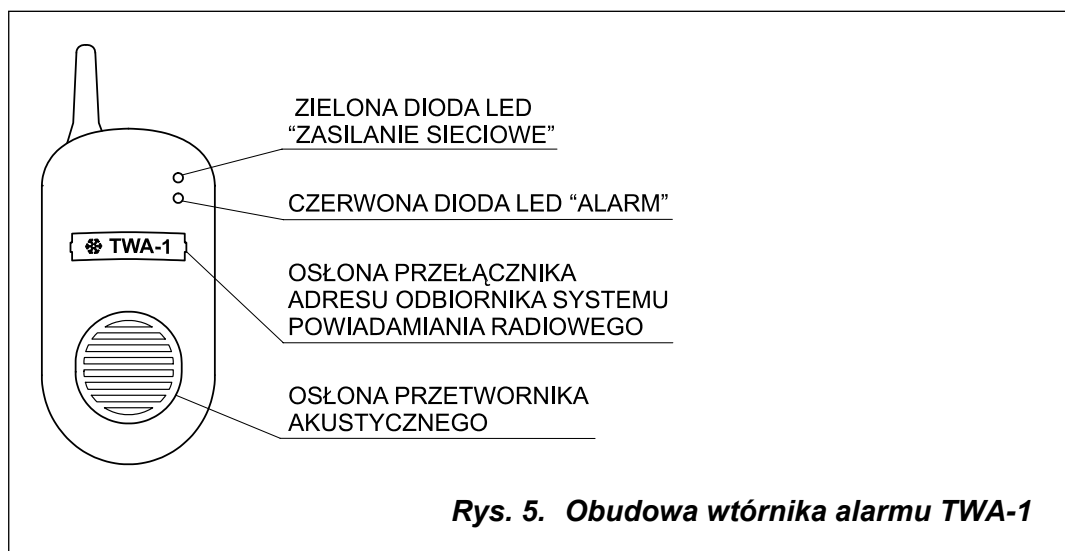 ZIELONA DIODA LED
“ZASILANIE SIECIOWE”
CZERWONA DIODA LED “ALARM”
TWA-1
OSŁONA PRZEŁĄCZNIKA
ADRESU ODBIORNIKA SYSTEMU
POWIADAMIANIA RADIOWEGO
OSŁONA PRZETWORNIKA
AKUSTYCZNEGO
Rys. 5. Obudowa wtórnika alarmu TWA-1